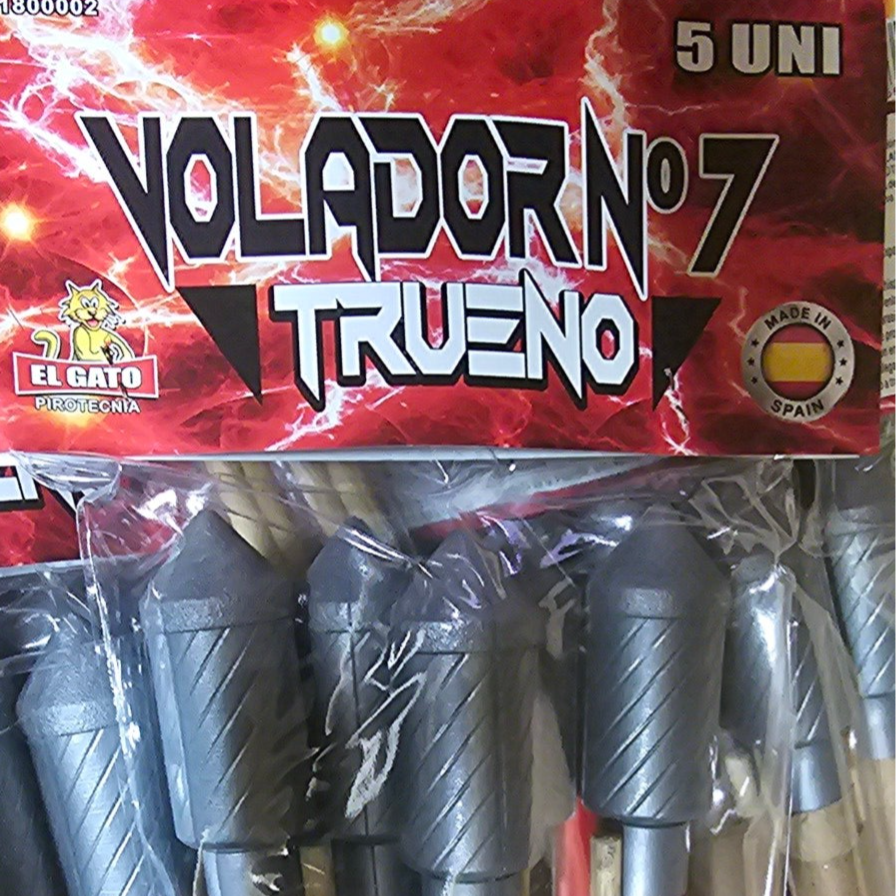 1800002
5 UNI
VOLADOR Nº 7
TRUENO
EL GATO
PIROTECNIA
MADE IN
SPAIN